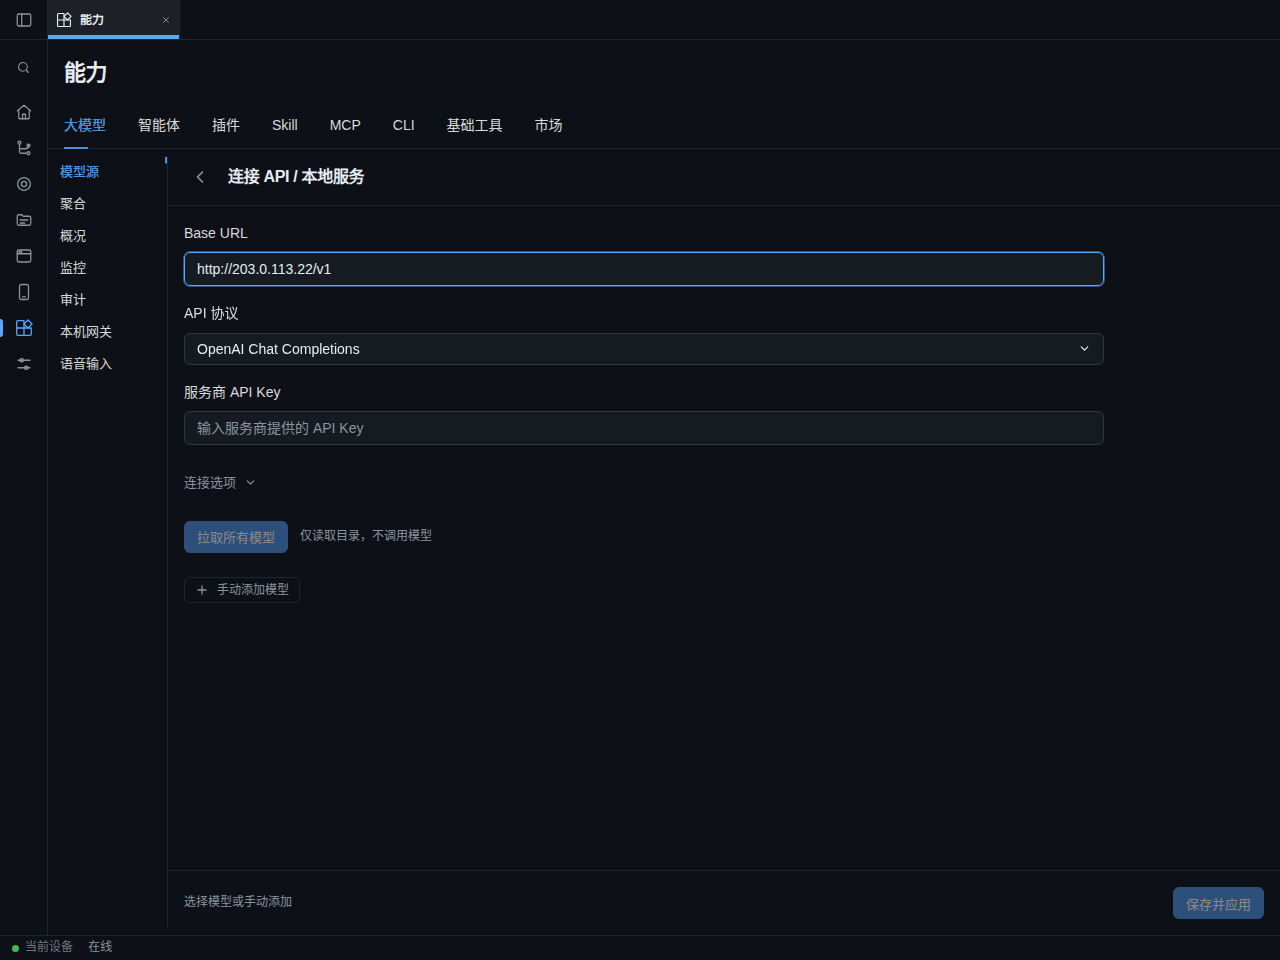 能力
能力
大模型 智能体 插件 Skill MCP CLI 基础工具 市场
模型源
聚合
概况
监控
审计
本机网关
语音输入
连接 API / 本地服务
Base URL
http://203.0.113.22/v1
API 协议
OpenAI Chat Completions
服务商 API Key
输入服务商提供的 API Key
连接选项
拉取所有模型 仅读取目录，不调用模型
手动添加模型
选择模型或手动添加 保存并应用
当前设备 在线